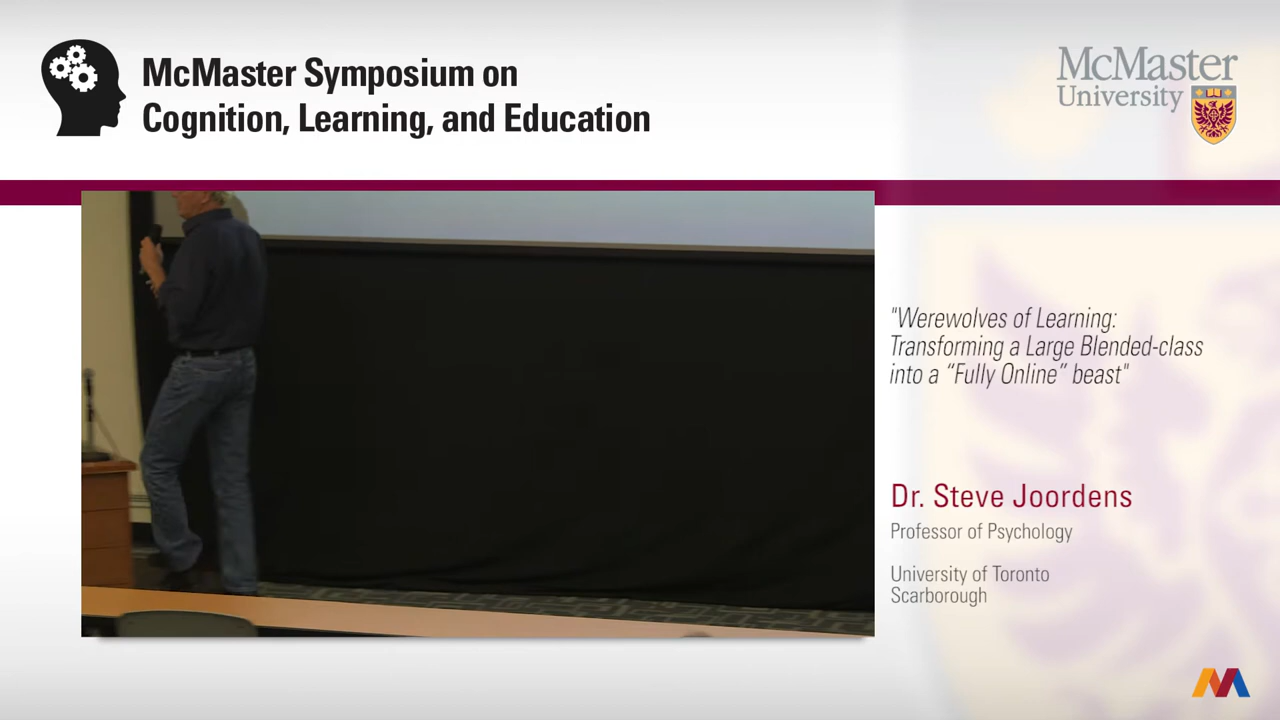 McMaster Symposium on
Cognition, Learning, and Education
McMaster
University
"Werewolves of Learning:
Transforming a Large Blended-class
into a “Fully Online” beast"
Dr. Steve Joordens
Professor of Psychology
University of Toronto
Scarborough